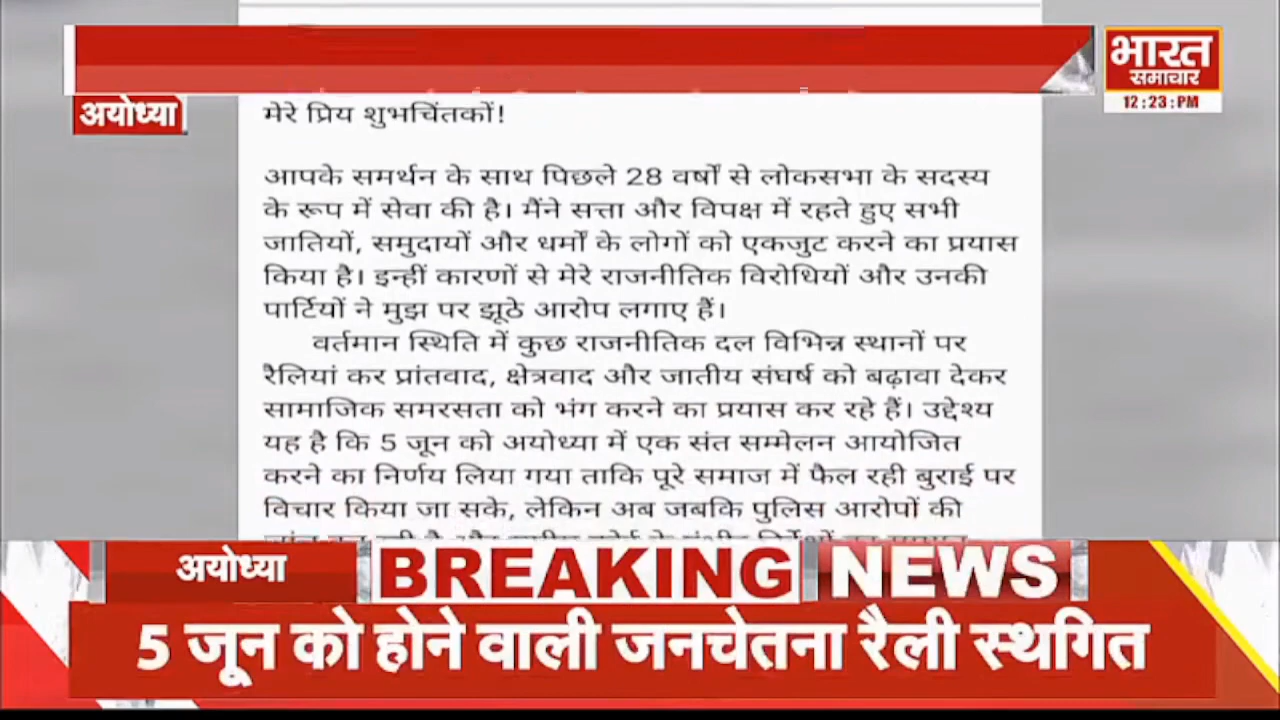 भारत
समाचार
12:23:PM
अयोध्या
मेरे प्रिय शुभचिंतकों!
आपके समर्थन के साथ पिछले 28 वर्षों से लोकसभा के सदस्य
के रूप में सेवा की है। मैंने सत्ता और विपक्ष में रहते हुए सभी
जातियों, समुदायों और धर्मों के लोगों को एकजुट करने का प्रयास
किया है। इन्हीं कारणों से मेरे राजनीतिक विरोधियों और उनकी
पार्टियों ने मुझ पर झूठे आरोप लगाए हैं।
वर्तमान स्थिति में कुछ राजनीतिक दल विभिन्न स्थानों पर
रैलियां कर प्रांतवाद, क्षेत्रवाद और जातीय संघर्ष को बढ़ावा देकर
सामाजिक समरसता को भंग करने का प्रयास कर रहे हैं। उद्देश्य
यह है कि 5 जून को अयोध्या में एक संत सम्मेलन आयोजित
करने का निर्णय लिया गया ताकि पूरे समाज में फैल रही बुराई पर
विचार किया जा सके, लेकिन अब जबकि पुलिस आरोपों की
अयोध्या
BREAKING NEWS
5 जून को होने वाली जनचेतना रैली स्थगित